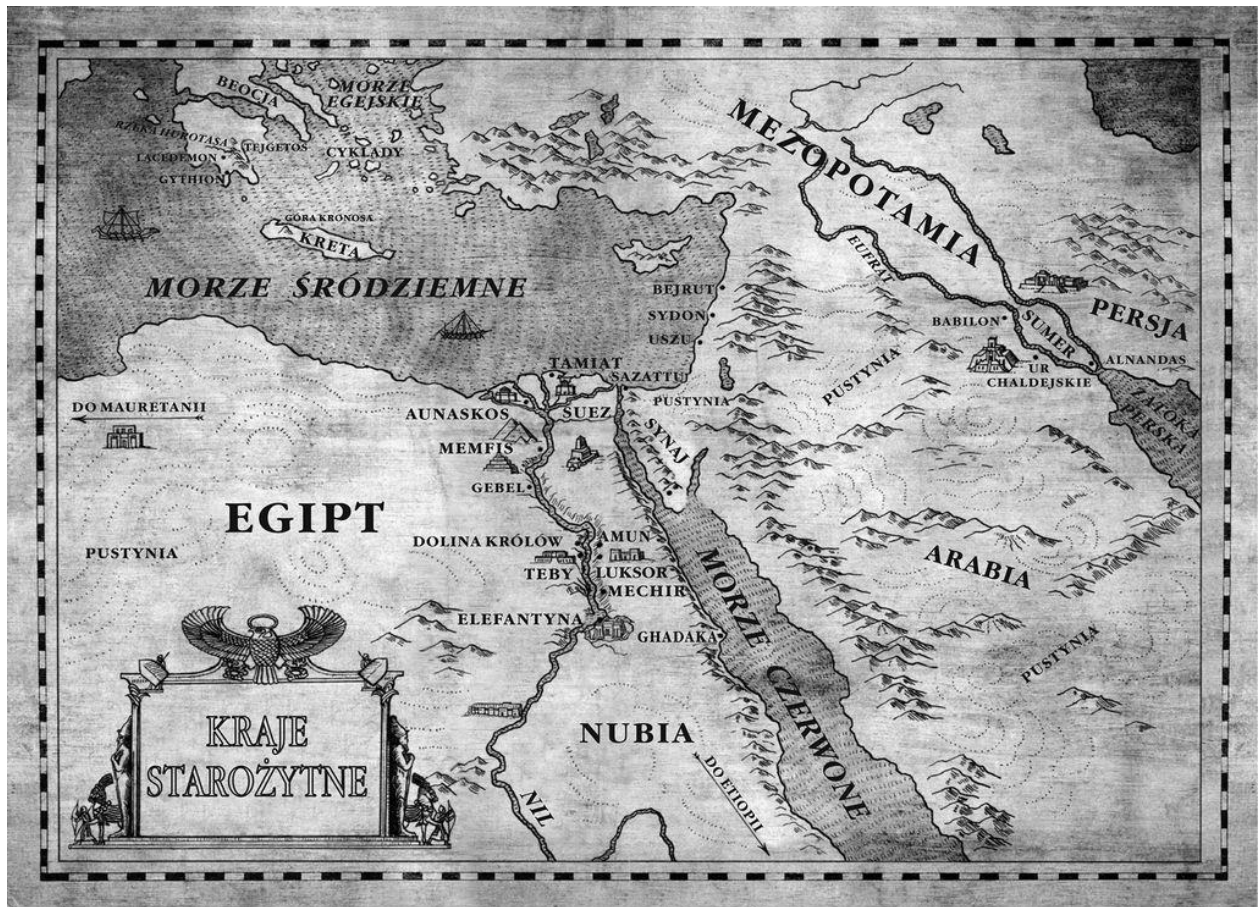 BEOCJA
MORZE
EGEJSKIE
RZEKA HUROTASA
TEJGETOS
LACEDEMON
CYKLADY
GYTHION
GÓRA KRONOSA
KRETA
MORZE ŚRÓDZIEMNE
MEZOPOTAMIA
EUFRAT
BEJRUT
SYDON
USZU
PERSJA
BABILON
SUMER
ALNANDAS
UR
CHALDEJSKIE
ZATOKA
PERSKA
TAMIAT
SAZATTU
PUSTYNIA
PUSTYNIA
DO MAURETANII
AUNASKOS
SUEZ
MEMFIS
SYNAJ
GEBEL
EGIPT
DOLINA KRÓLÓW
AMUN
PUSTYNIA
TEBY
LUKSOR
MECHIR
ARABIA
ELEFANTYNA
GHADAKA
MORZE CZERWONE
PUSTYNIA
KRAJE
STAROŻYTNE
NUBIA
DO ETIOPII
NIL